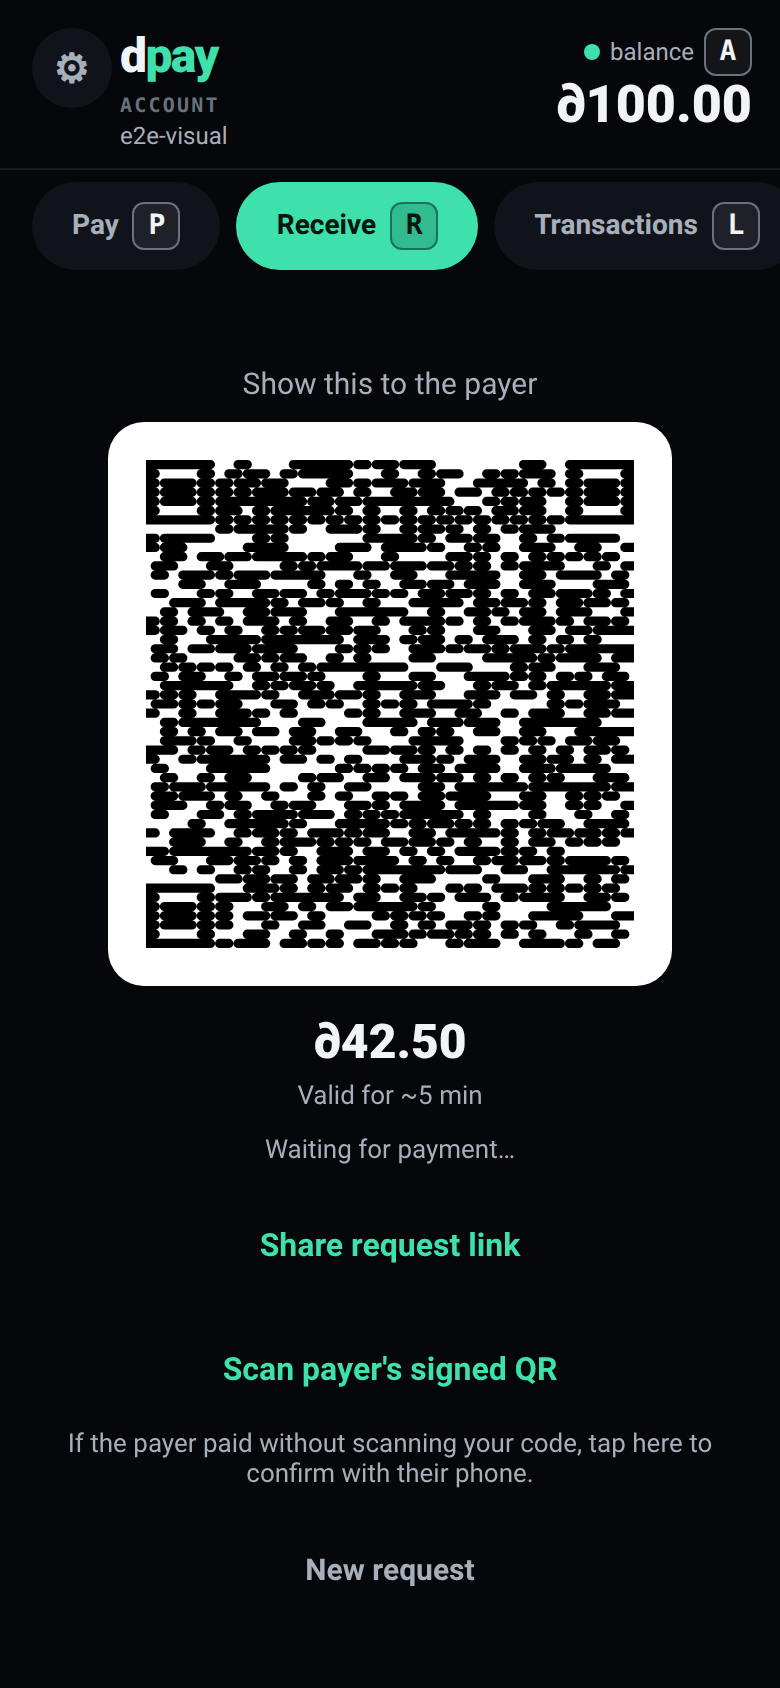 dpay
ACCOUNT
e2e-visual
balance A
∂100.00
Pay P
Receive R
Transactions L
Show this to the payer
∂42.50
Valid for ~5 min
Waiting for payment…
Share request link
Scan payer's signed QR
If the payer paid without scanning your code, tap here to
confirm with their phone.
New request